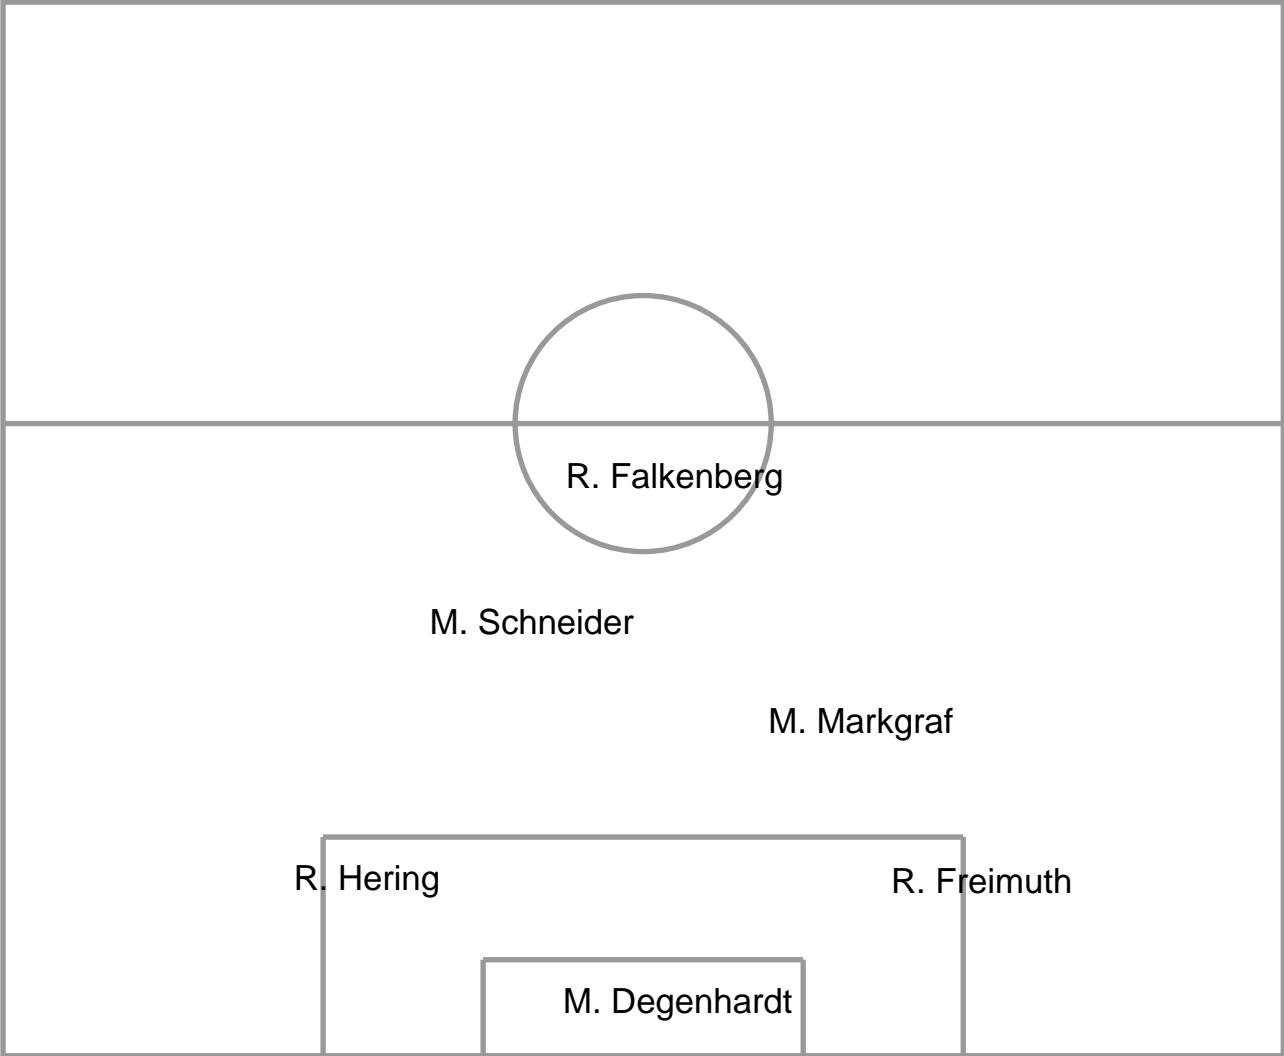 R. Falkenberg
M. Schneider
M. Markgraf
R. Hering
R. Freimuth
M. Degenhardt